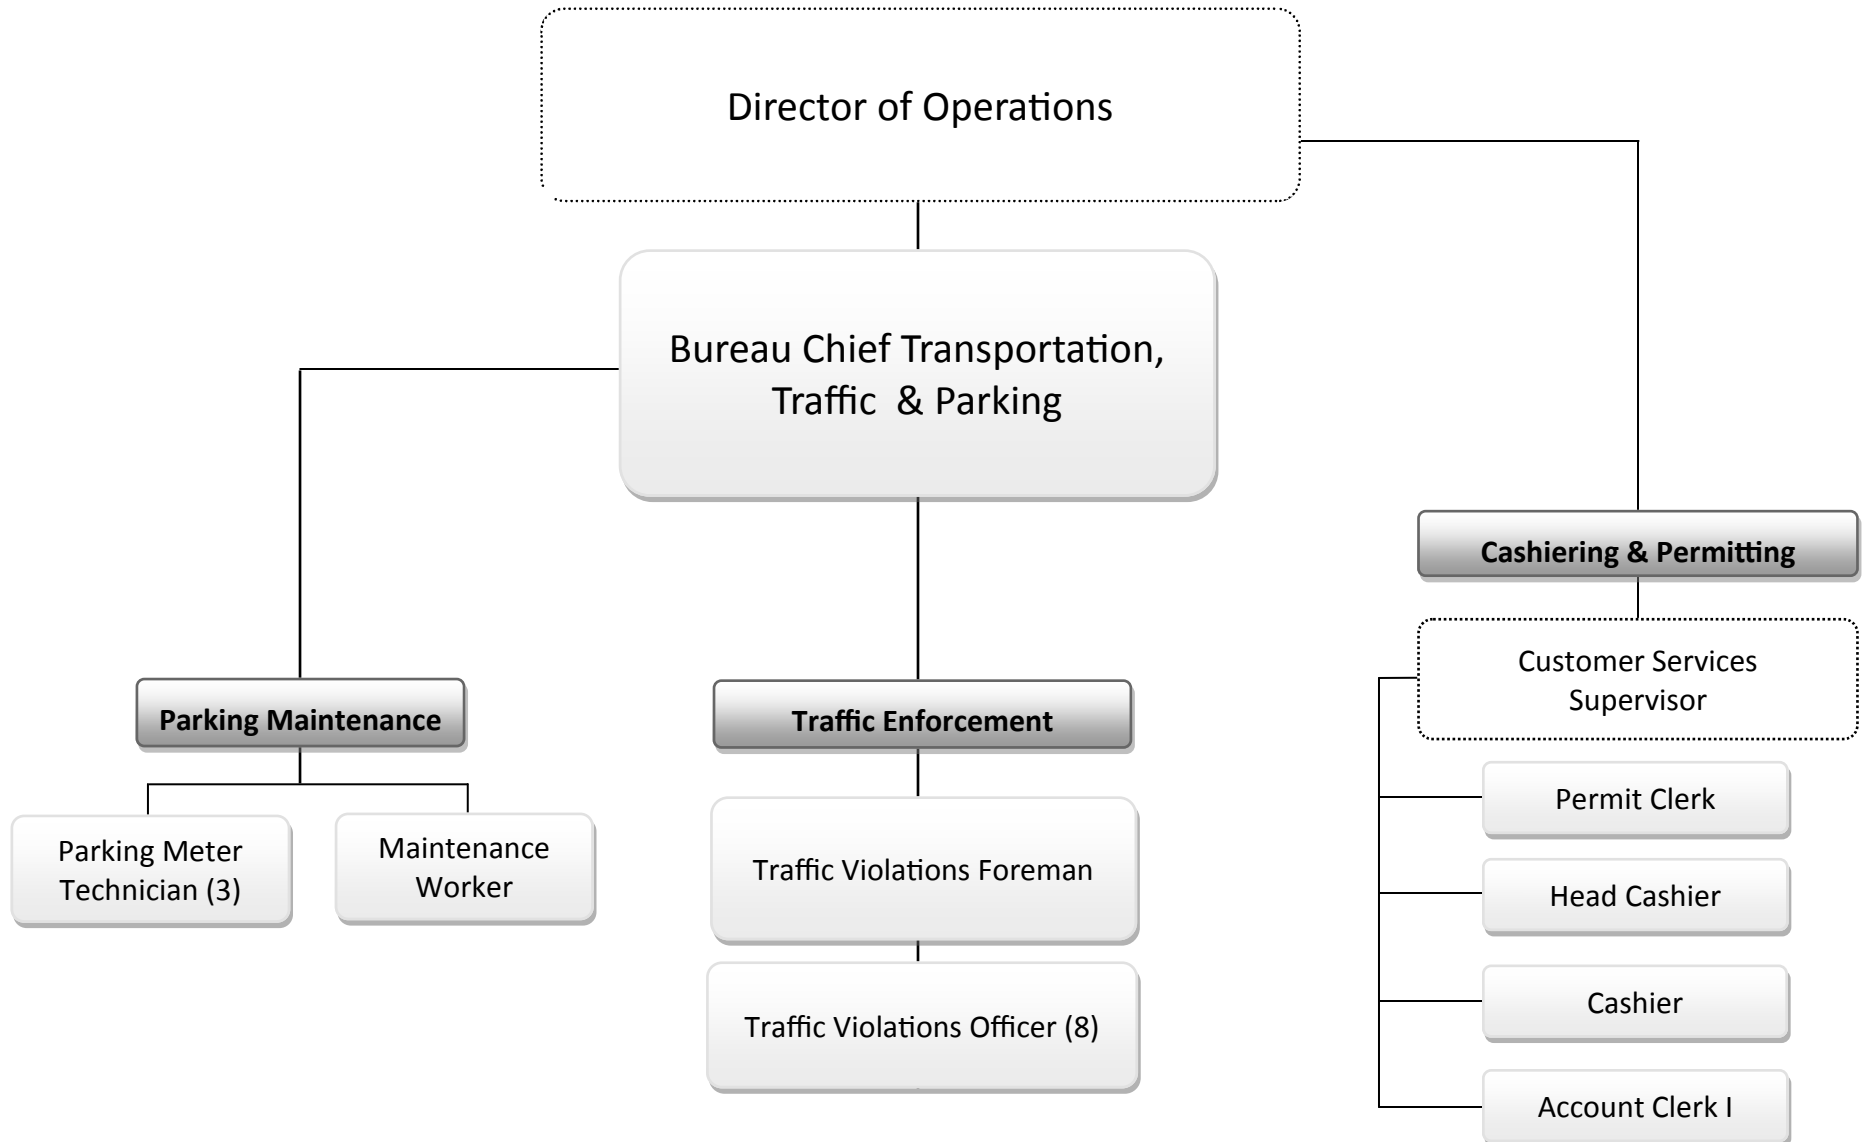 Director of Operations
Bureau Chief Transportation,
Traffic & Parking
Cashiering & Permitting
Customer Services
Supervisor
Parking Maintenance
Traffic Enforcement
Parking Meter
Technician (3)
Maintenance
Worker
Traffic Violations Foreman
Traffic Violations Officer (8)
Permit Clerk
Head Cashier
Cashier
Account Clerk I